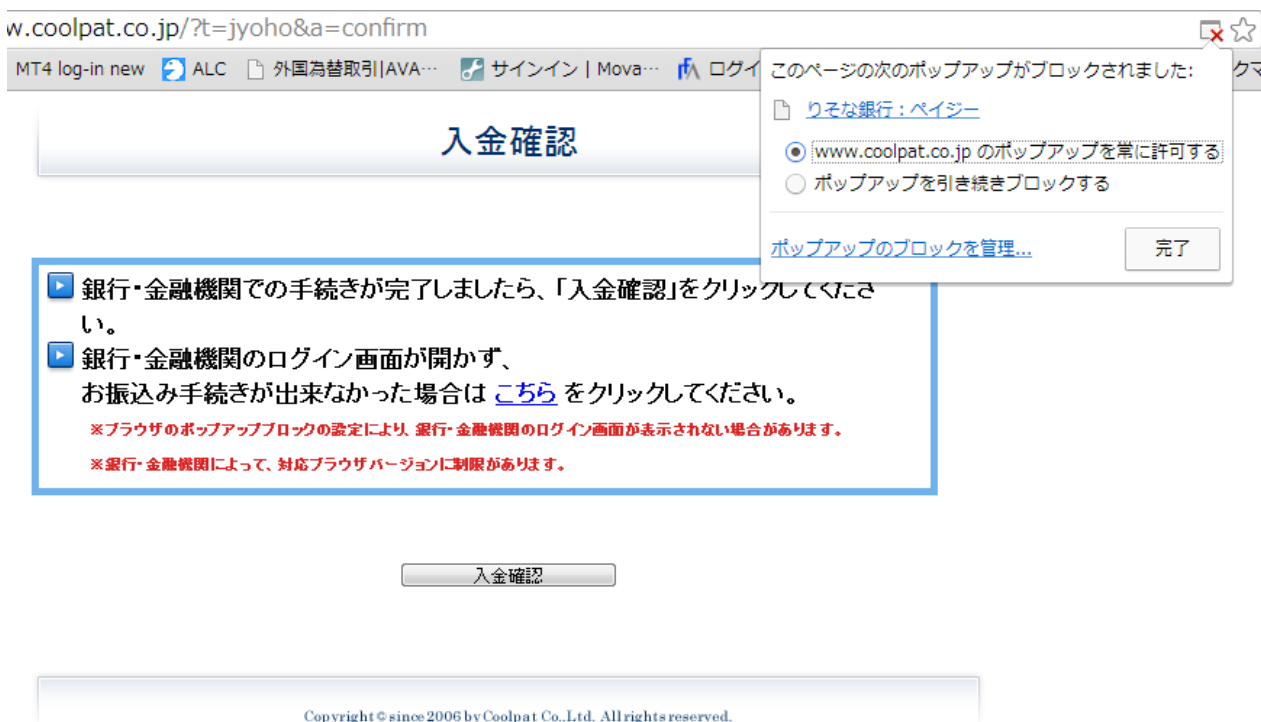 w.coolpat.co.jp/?t=jyoho&a=confirm
MT4 log-in new ALC 外国為替取引|AVA… サインイン | Mova… ログイ
クマ
このページの次のポップアップがブロックされました:
りそな銀行：ペイジー
www.coolpat.co.jp のポップアップを常に許可する
ポップアップを引き続きブロックする
ポップアップのブロックを管理...
完了
入金確認
銀行・金融機関での手続きが完了しましたら、「入金確認」をクリックしてくださ
い。
銀行・金融機関のログイン画面が開かず、
お振込み手続きが出来なかった場合は こちら をクリックしてください。
※ブラウザのポップアップブロックの設定により、銀行・金融機関のログイン画面が表示されない場合があります。
※銀行・金融機関によって、対応ブラウザバージョンに制限があります。
入金確認
Copyright © since 2006 by Coolpat Co.,Ltd. All rights reserved.